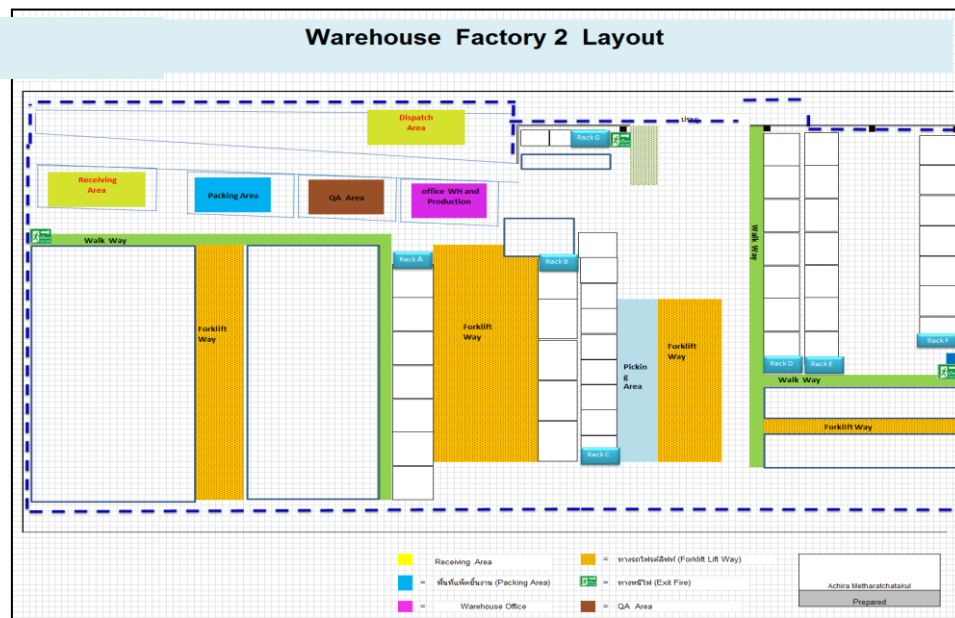 Warehouse Factory 2 Layout
Dispatch
Area
Rack G
Receiving
Area
Packing Area
QA Area
office WH and
Production
Walk Way
Rack A
Rack B
Walk Way
Forklift
Way
Forklift
Way
Forklift
Way
Pickin
g
Area
Rack F
Rack D
Rack E
Walk Way
Forklift Way
Rack C
Receiving Area
= ทางรถโฟร์คลิฟท์ (Forklift Lift Way)
= พื้นที่แพ็คชิ้นงาน (Packing Area)
= ทางหนีไฟ (Exit Fire)
= Warehouse Office
= QA Area
Achira Metharatchatakul
Prepared